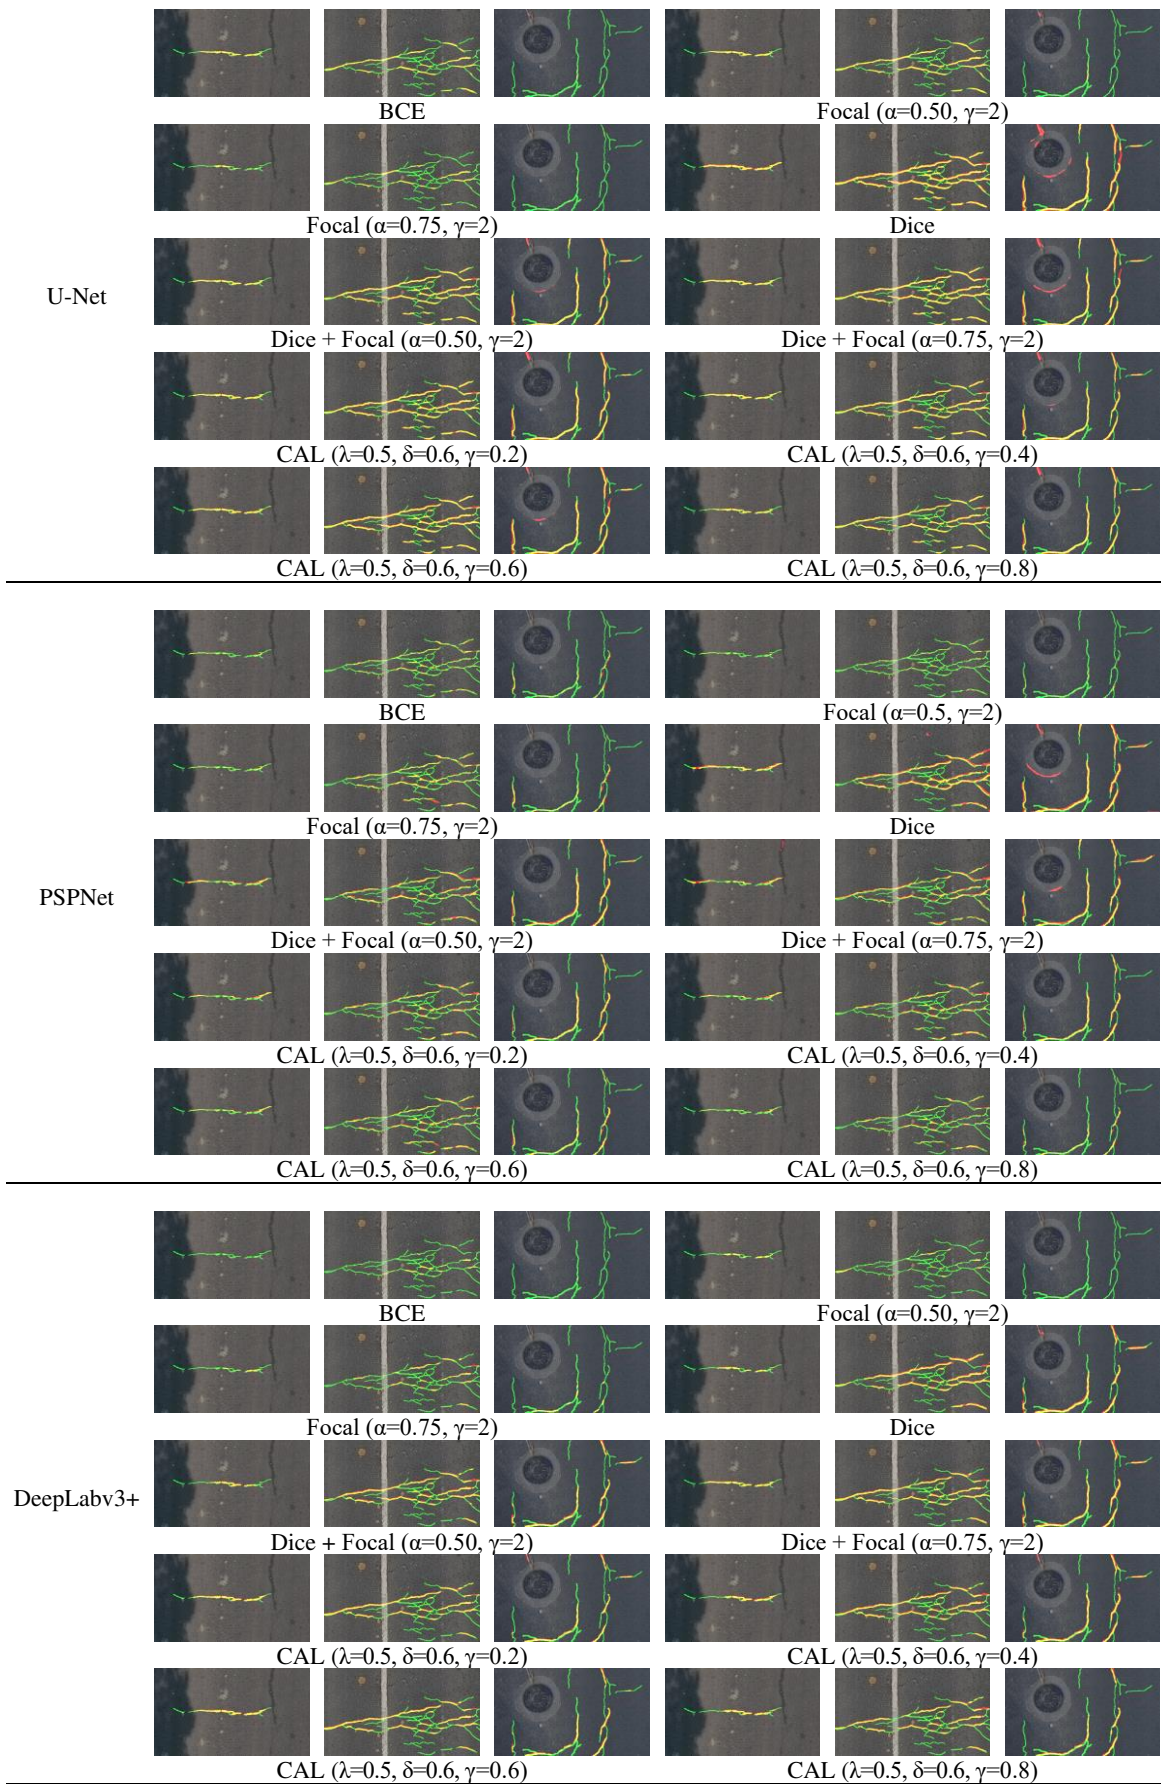 BCE
Focal (α=0.50, γ=2)
Focal (α=0.75, γ=2)
Dice
U-Net
Dice + Focal (α=0.50, γ=2)
Dice + Focal (α=0.75, γ=2)
CAL (λ=0.5, δ=0.6, γ=0.2)
CAL (λ=0.5, δ=0.6, γ=0.4)
CAL (λ=0.5, δ=0.6, γ=0.6)
CAL (λ=0.5, δ=0.6, γ=0.8)
BCE
Focal (α=0.5, γ=2)
Focal (α=0.75, γ=2)
Dice
PSPNet
Dice + Focal (α=0.50, γ=2)
Dice + Focal (α=0.75, γ=2)
CAL (λ=0.5, δ=0.6, γ=0.2)
CAL (λ=0.5, δ=0.6, γ=0.4)
CAL (λ=0.5, δ=0.6, γ=0.6)
CAL (λ=0.5, δ=0.6, γ=0.8)
BCE
Focal (α=0.50, γ=2)
Focal (α=0.75, γ=2)
Dice
DeepLabv3+
Dice + Focal (α=0.50, γ=2)
Dice + Focal (α=0.75, γ=2)
CAL (λ=0.5, δ=0.6, γ=0.2)
CAL (λ=0.5, δ=0.6, γ=0.4)
CAL (λ=0.5, δ=0.6, γ=0.6)
CAL (λ=0.5, δ=0.6, γ=0.8)